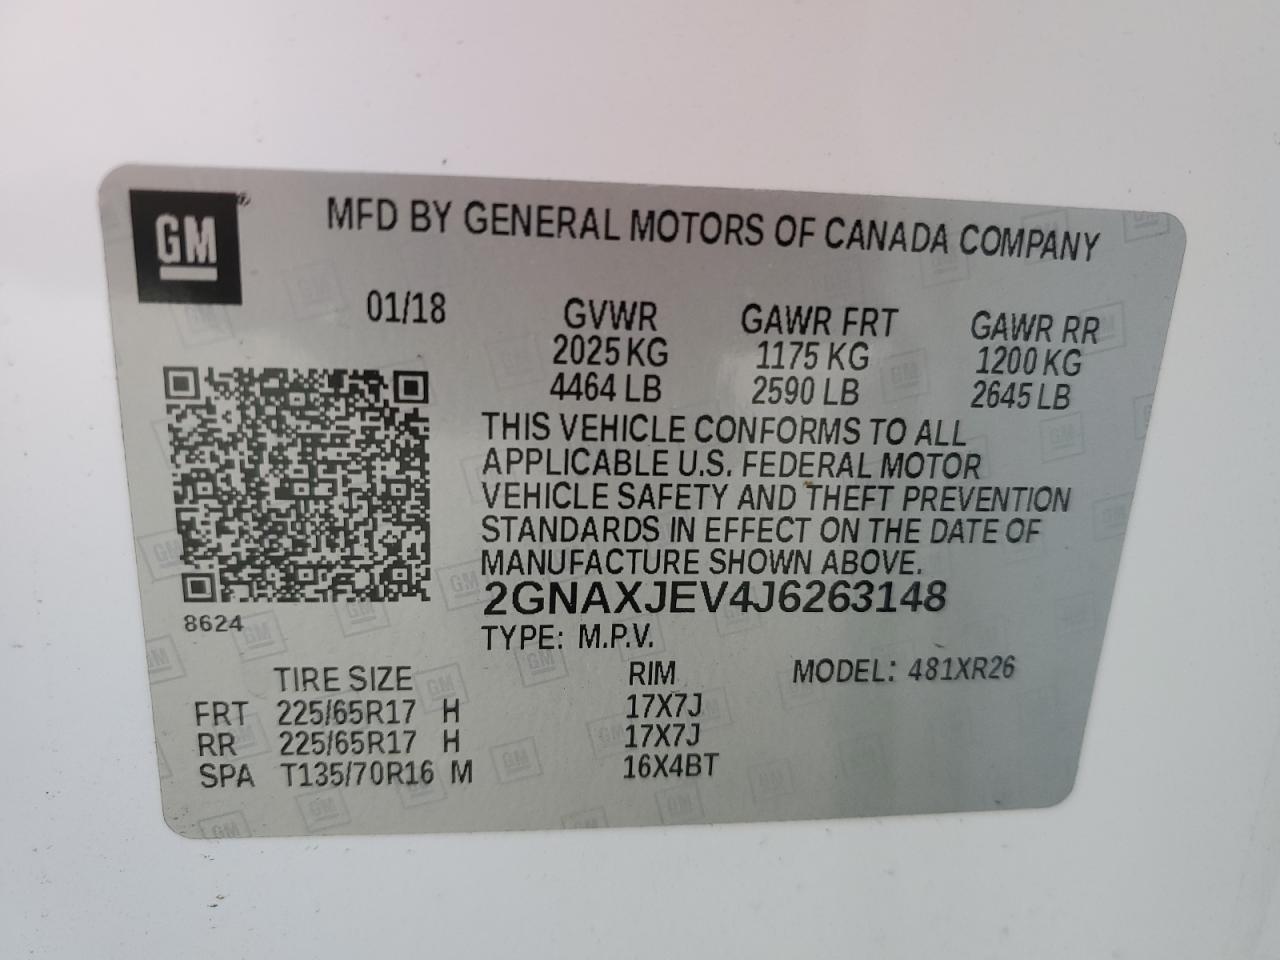 GM
MFD BY GENERAL MOTORS OF CANADA COMPANY
01/18 GVWR GAWR FRT GAWR RR
2025 KG 1175 KG 1200 KG
4464 LB 2590 LB 2645 LB
THIS VEHICLE CONFORMS TO ALL
APPLICABLE U.S. FEDERAL MOTOR
VEHICLE SAFETY AND THEFT PREVENTION
STANDARDS IN EFFECT ON THE DATE OF
MANUFACTURE SHOWN ABOVE.
2GNAXJEV4J6263148
8624
TYPE: M.P.V.
TIRE SIZE RIM MODEL: 481XR26
FRT 225/65R17 H 17X7J
RR 225/65R17 H 17X7J
SPA T135/70R16 M 16X4BT